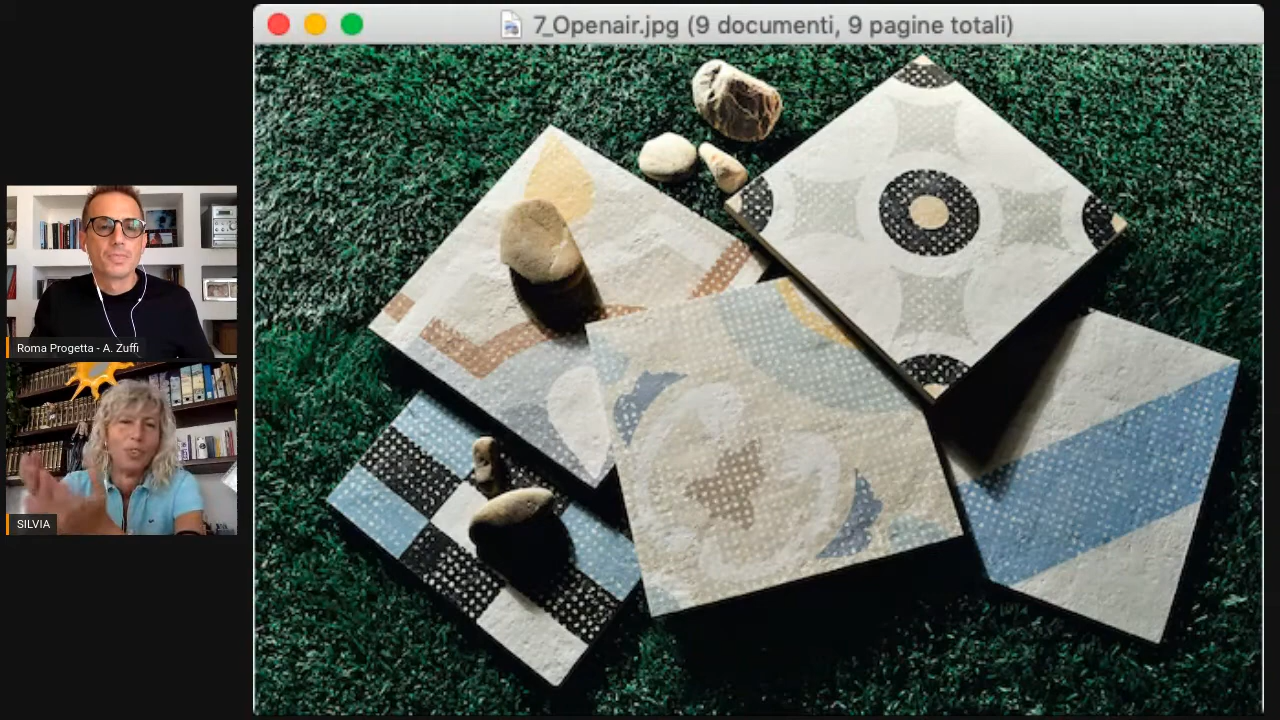 7_Openair.jpg (9 documenti, 9 pagine totali)
Roma Progetta - A. Zuffi
SILVIA